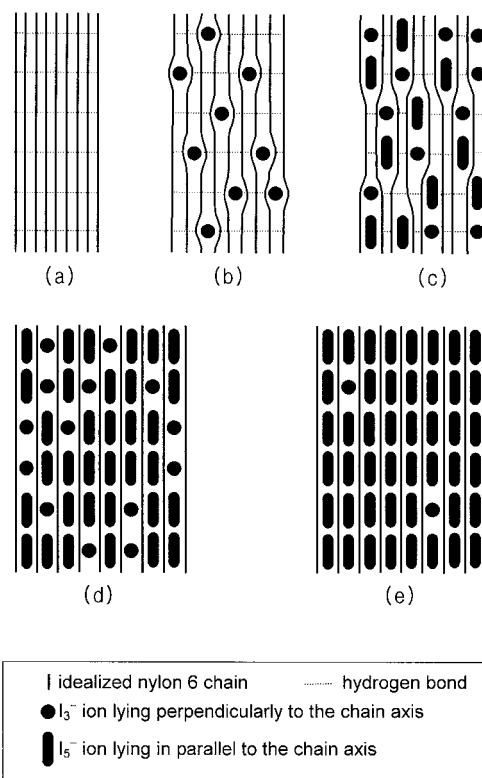 (a)
(b)
(c)
(d)
(e)
idealized nylon 6 chain
hydrogen bond
I₃⁻ ion lying perpendicularly to the chain axis
I₅⁻ ion lying in parallel to the chain axis